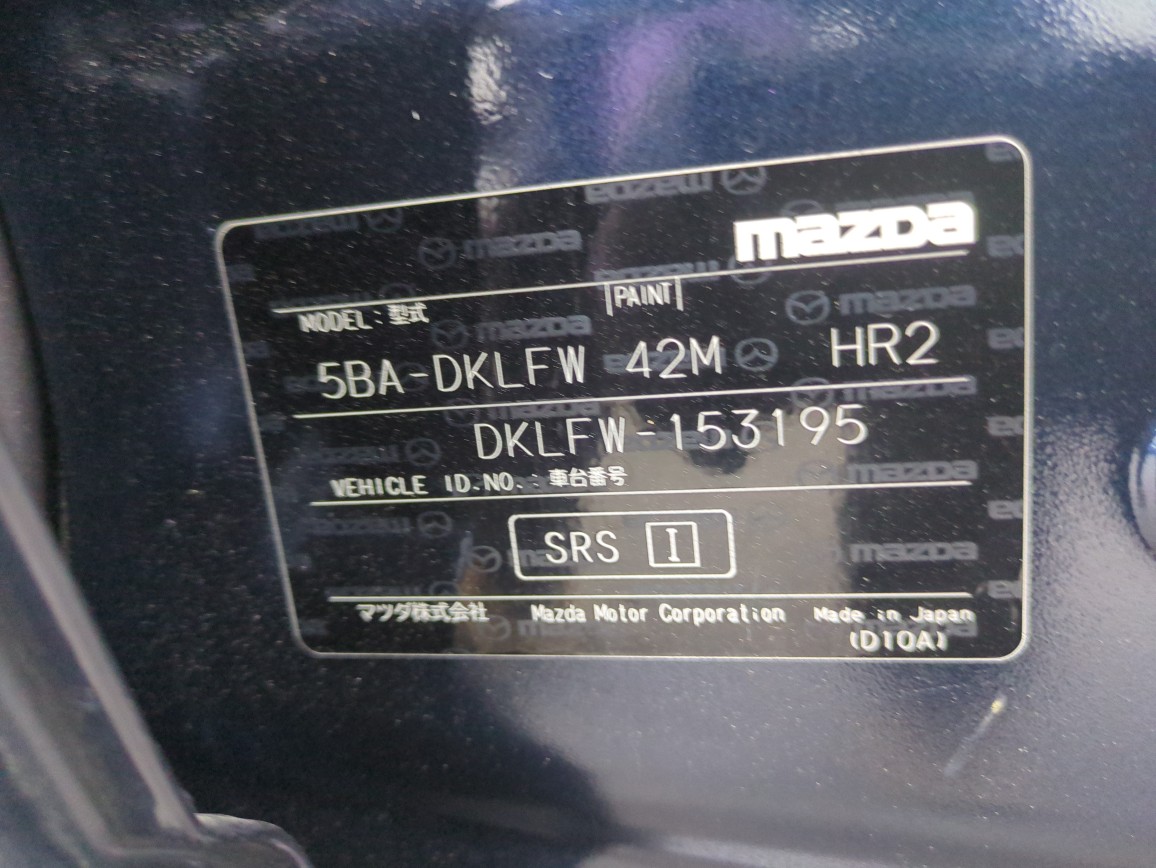 mazda
MODEL:型式 PAINT
5BA-DKLFW 42M HR2
DKLFW-153195
VEHICLE ID.NO.:車台番号
SRS I
マツダ株式会社 Mazda Motor Corporation Made in Japan
(D10A)